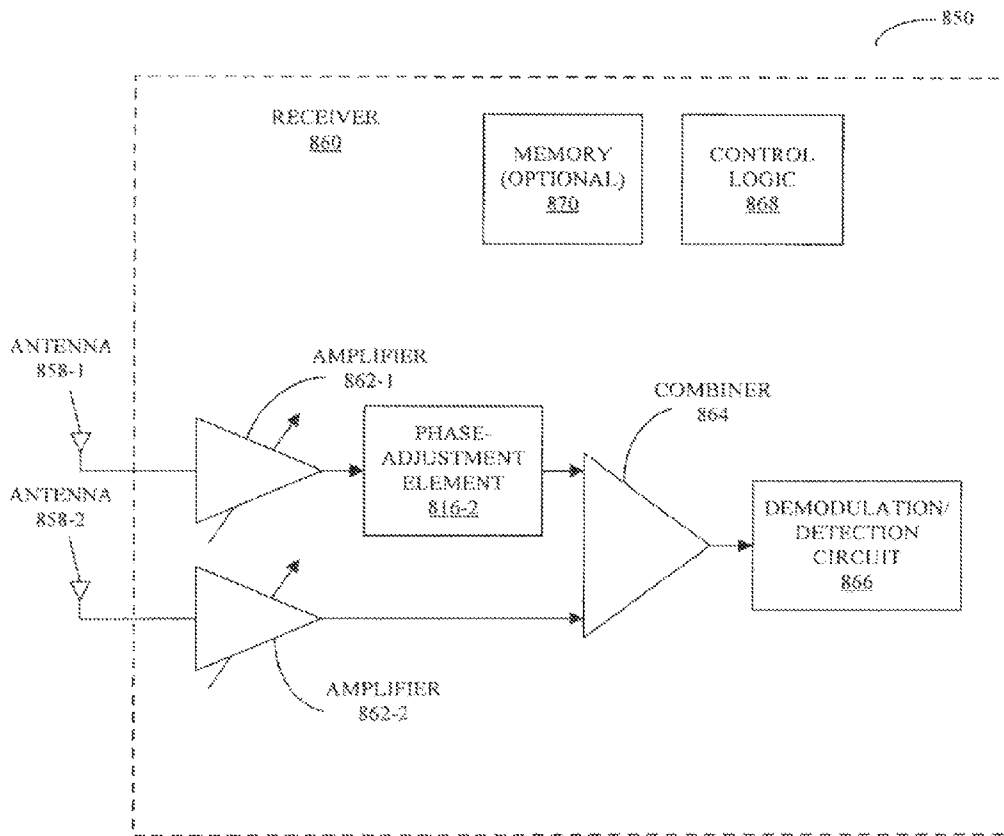 850
RECEIVER
860
MEMORY
(OPTIONAL)
870
CONTROL
LOGIC
868
ANTENNA
858-1
AMPLIFIER
862-1
PHASE-
ADJUSTMENT
ELEMENT
816-2
COMBINER
864
ANTENNA
858-2
DEMODULATION/
DETECTION
CIRCUIT
866
AMPLIFIER
862-2